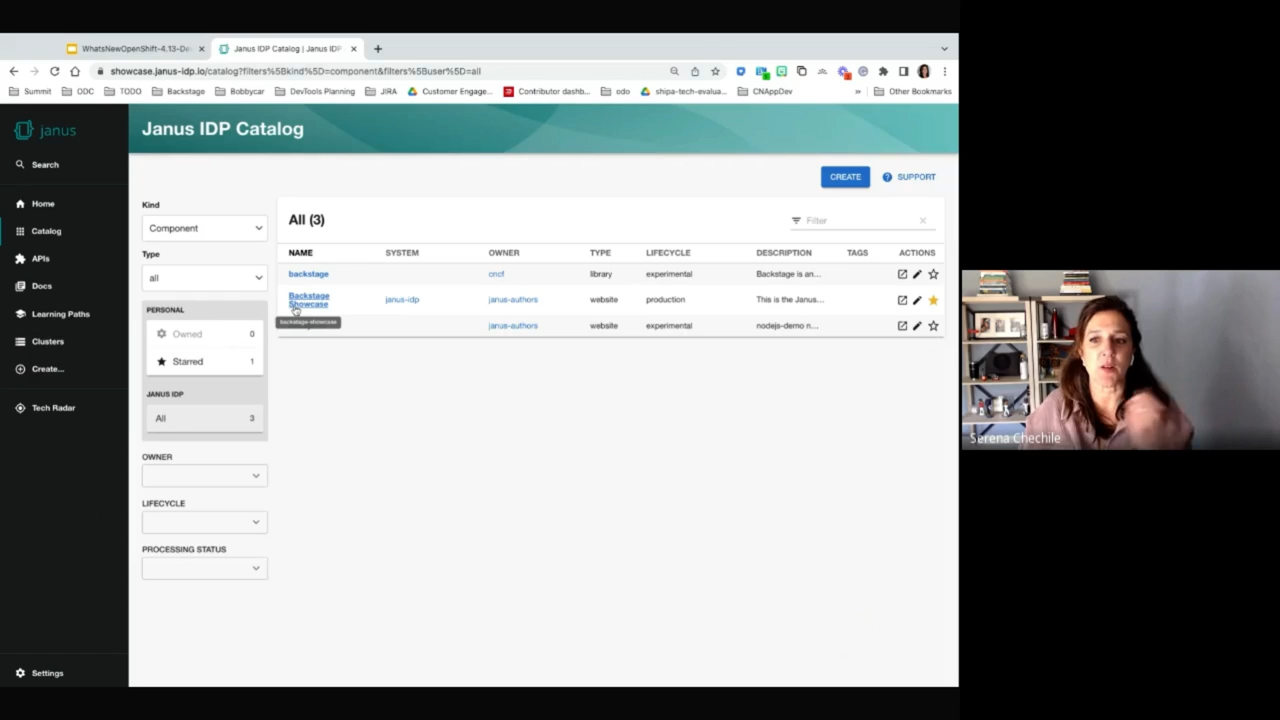 WhatsNewOpenShift-4.13-De
Janus IDP Catalog | Janus IDP
showcase.janus-idp.io/catalog?filters%5Bkind%5D=component&filters%5Buser%5D=all
Summit ODC TODO Backstage Bobbycar DevTools Planning JIRA Customer Engage... Contributor dashb... odo shipa-tech-evalua... CNAppDev » Other Bookmarks
janus
Search
Home
Catalog
APIs
Docs
Learning Paths
Clusters
Create...
Tech Radar
Settings
Janus IDP Catalog
CREATE
SUPPORT
Kind
Component
Type
all
PERSONAL
Owned 0
Starred 1
JANUS IDP
All 3
OWNER
LIFECYCLE
PROCESSING STATUS
All (3)
Filter
NAME SYSTEM OWNER TYPE LIFECYCLE DESCRIPTION TAGS ACTIONS
backstage cncf library experimental Backstage is an...
Backstage Showcase janus-idp janus-authors website production This is the Janus...
backstage-showcase
janus-authors website experimental nodejs-demo n...
Serena Chechile